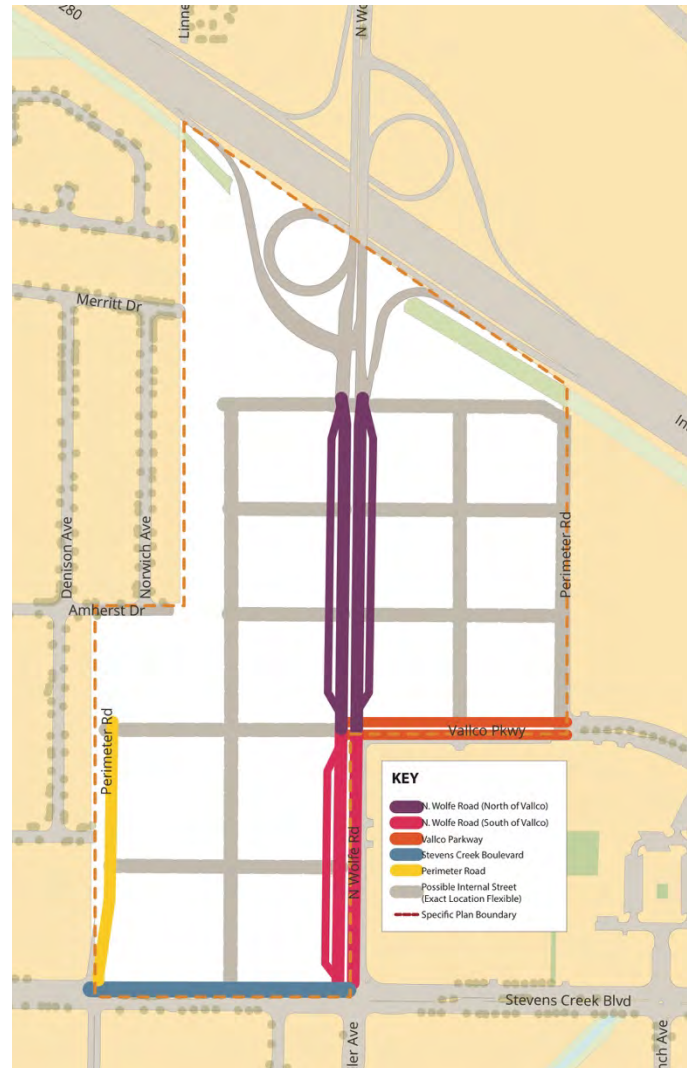 280
Linne
N Wo
Merritt Dr
Denison Ave
Norwich Ave
Amherst Dr
Perimeter Rd
In
Perimeter Rd
Vallco Pkwy
N Wolfe Rd
KEY
N. Wolfe Road (North of Vallco)
N. Wolfe Road (South of Vallco)
Vallco Parkway
Stevens Creek Boulevard
Perimeter Road
Possible Internal Street
(Exact Location Flexible)
Specific Plan Boundary
Stevens Creek Blvd
ler Ave
nch Ave